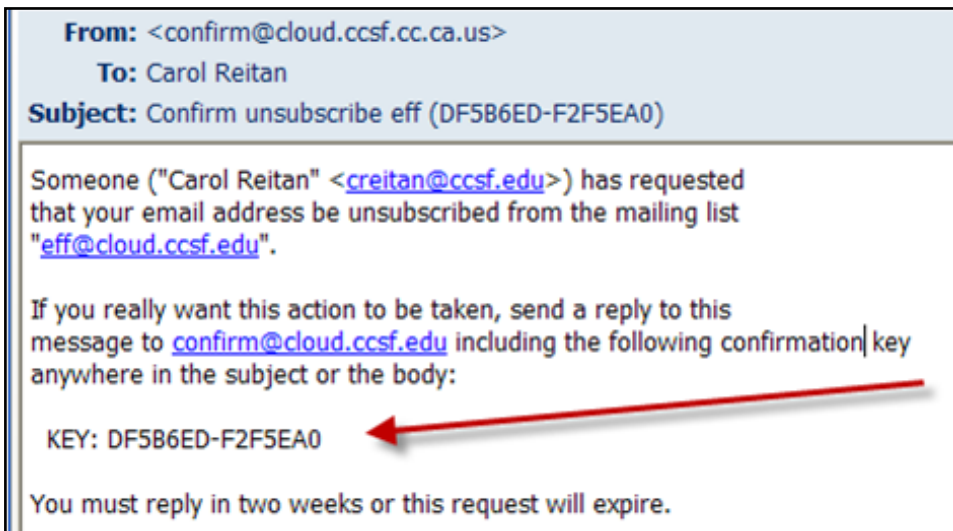 From: <confirm@cloud.ccsf.cc.ca.us>
To: Carol Reitan
Subject: Confirm unsubscribe eff (DF5B6ED-F2F5EA0)
Someone ("Carol Reitan" <creitan@ccsf.edu>) has requested
that your email address be unsubscribed from the mailing list
"eff@cloud.ccsf.edu".
If you really want this action to be taken, send a reply to this
message to confirm@cloud.ccsf.edu including the following confirmation key
anywhere in the subject or the body:
KEY: DF5B6ED-F2F5EA0
You must reply in two weeks or this request will expire.